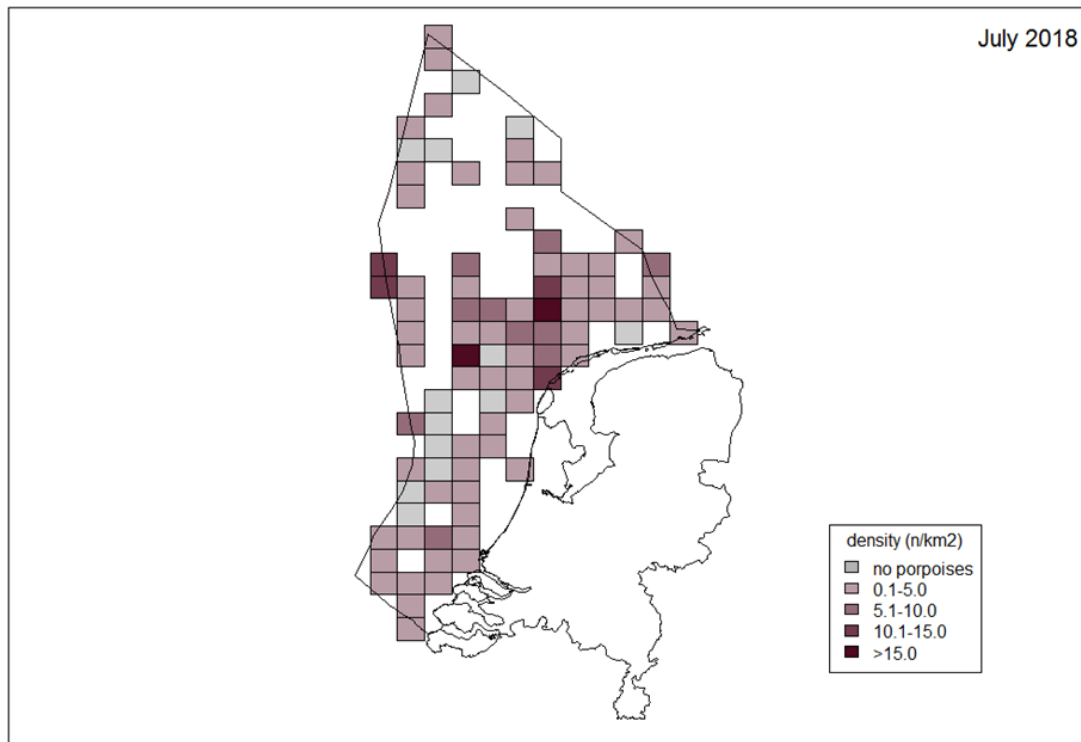 July 2018
density (n/km2)
no porpoises
0.1-5.0
5.1-10.0
10.1-15.0
>15.0